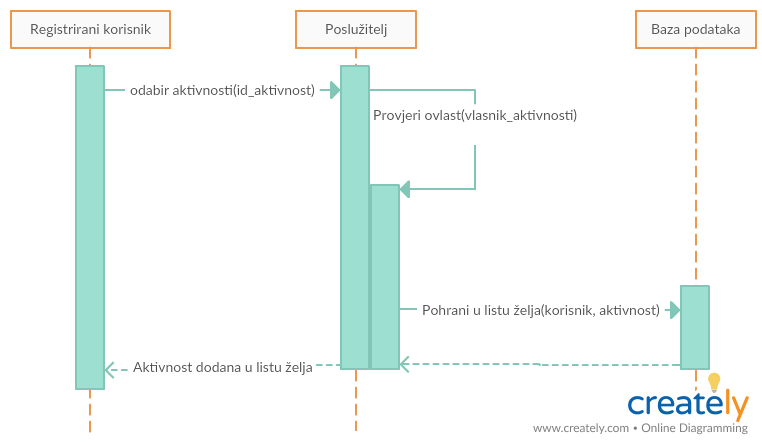 Registrirani korisnik
Poslužitelj
Baza podataka
odabir aktivnosti(id_aktivnost)
Provjeri ovlast(vlasnik_aktivnosti)
Pohrani u listu želja(korisnik, aktivnost)
Aktivnost dodana u listu želja
creately
www.creately.com • Online Diagramming